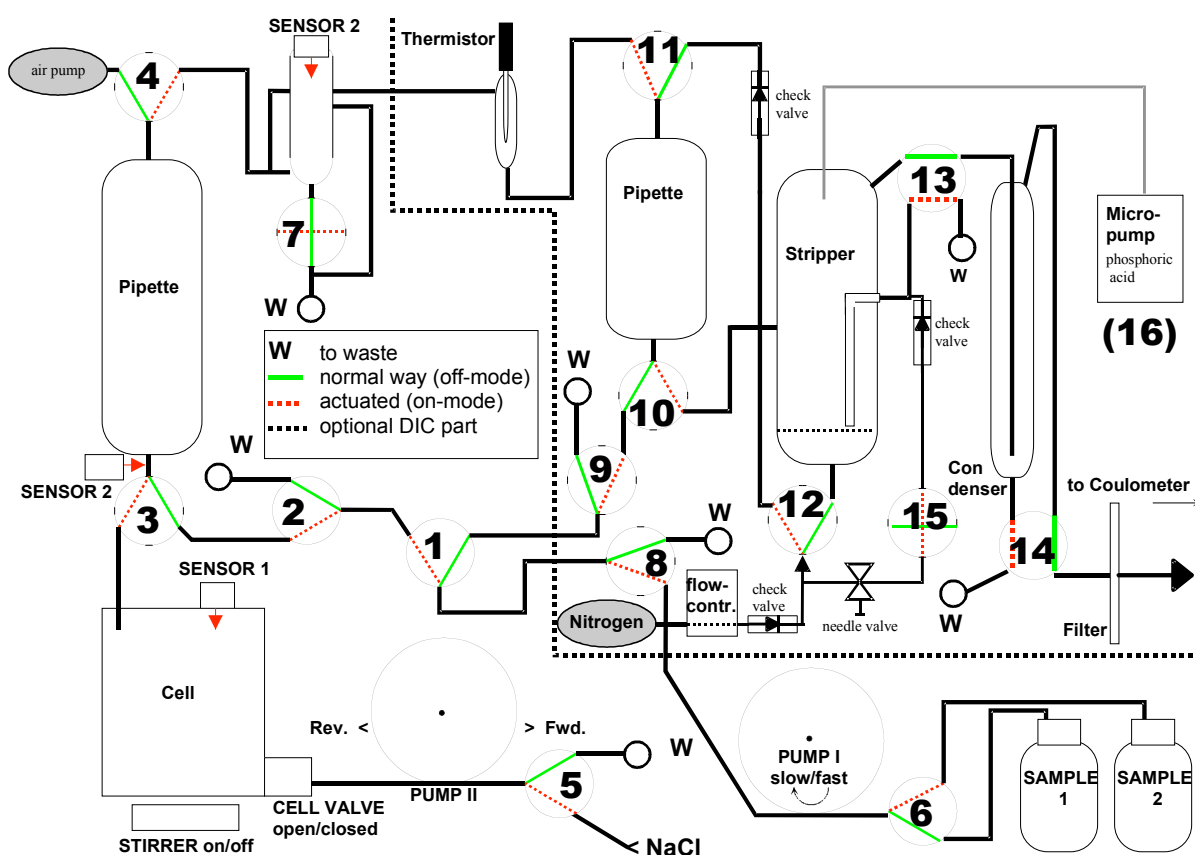 SENSOR 2
air pump
4
Thermistor
11
check
valve
13
Pipette
Pipette
Stripper
Micro-
pump
phosphoric
acid
(16)
7
W
W
W to waste
normal way (off-mode)
actuated (on-mode)
optional DIC part
check
valve
W
10
W
9
SENSOR 2
3
2
1
12
15
Con
denser
to Coulometer
14
8
W
flow-
contr.
check
valve
Nitrogen
needle valve
W
Filter
SENSOR 1
Cell
Rev. <
> Fwd.
W
5
PUMP II
CELL VALVE
open/closed
STIRRER on/off
< NaCl
PUMP I
slow/fast
6
SAMPLE
1
SAMPLE
2